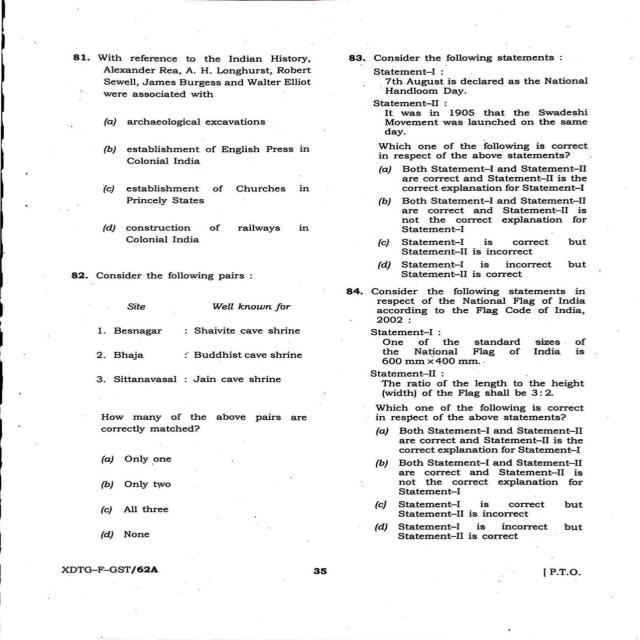 81. With reference to the Indian History,
Alexander Rea, A. H. Longhurst, Robert
Sewell, James Burgess and Walter Elliot
were associated with
(a) archaeological excavations
(b) establishment of English Press in
Colonial India
(c) establishment of Churches in
Princely States
(d) construction of railways in
Colonial India
82. Consider the following pairs :
Site Well known for
1. Besnagar : Shaivite cave shrine
2. Bhaja : Buddhist cave shrine
3. Sittanavasal : Jain cave shrine
How many of the above pairs are
correctly matched?
(a) Only one
(b) Only two
(c) All three
(d) None
83. Consider the following statements :
Statement–I :
7th August is declared as the National
Handloom Day.
Statement–II :
It was in 1905 that the Swadeshi
Movement was launched on the same
day.
Which one of the following is correct
in respect of the above statements?
(a) Both Statement–I and Statement–II
are correct and Statement–II is the
correct explanation for Statement–I
(b) Both Statement–I and Statement–II
are correct and Statement–II is
not the correct explanation for
Statement–I
(c) Statement–I is correct but
Statement–II is incorrect
(d) Statement–I is incorrect but
Statement–II is correct
84. Consider the following statements in
respect of the National Flag of India
according to the Flag Code of India,
2002 :
Statement–I :
One of the standard sizes of
the National Flag of India is
600 mm × 400 mm.
Statement–II :
The ratio of the length to the height
(width) of the Flag shall be 3 : 2.
Which one of the following is correct
in respect of the above statements?
(a) Both Statement–I and Statement–II
are correct and Statement–II is the
correct explanation for Statement–I
(b) Both Statement–I and Statement–II
are correct and Statement–II is
not the correct explanation for
Statement–I
(c) Statement–I is correct but
Statement–II is incorrect
(d) Statement–I is incorrect but
Statement–II is correct
XDTG–F–GST/62A 35 [ P.T.O.